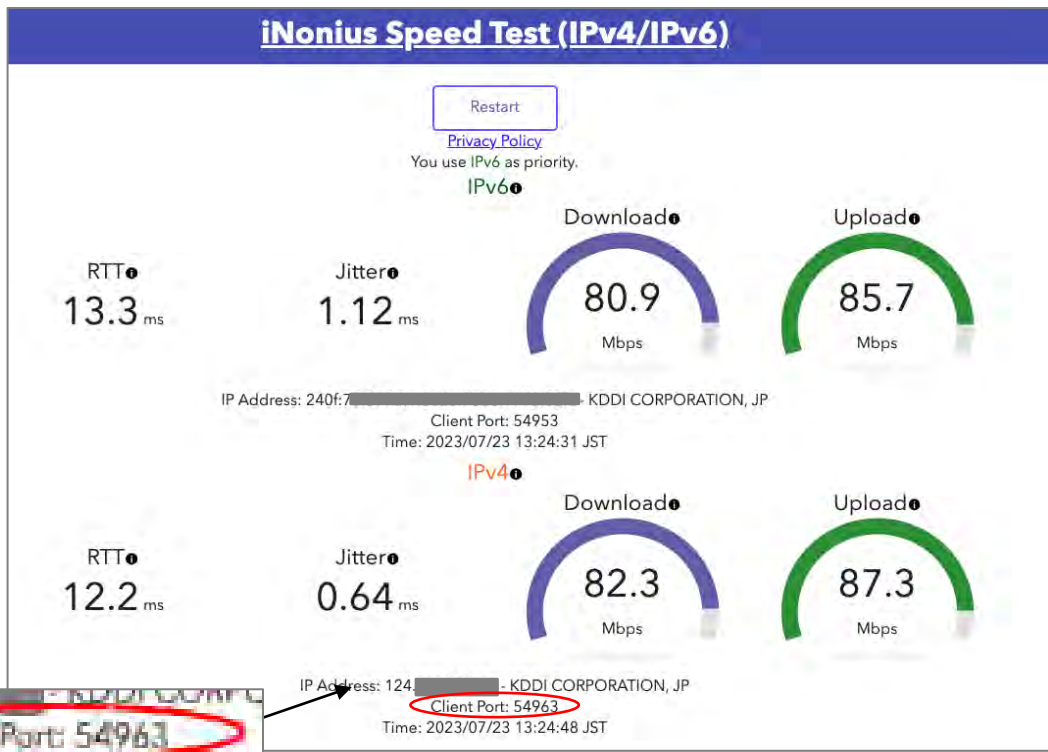 iNonius Speed Test (IPv4/IPv6)
Restart
Privacy Policy
You use IPv6 as priority.
IPv6
Download
Upload
RTT
13.3 ms
Jitter
1.12 ms
80.9
Mbps
85.7
Mbps
IP Address: 240f:7 - KDDI CORPORATION, JP
Client Port: 54953
Time: 2023/07/23 13:24:31 JST
IPv4
Download
Upload
RTT
12.2 ms
Jitter
0.64 ms
82.3
Mbps
87.3
Mbps
IP Address: 124. - KDDI CORPORATION, JP
Client Port: 54963
Time: 2023/07/23 13:24:48 JST
Port: 54963